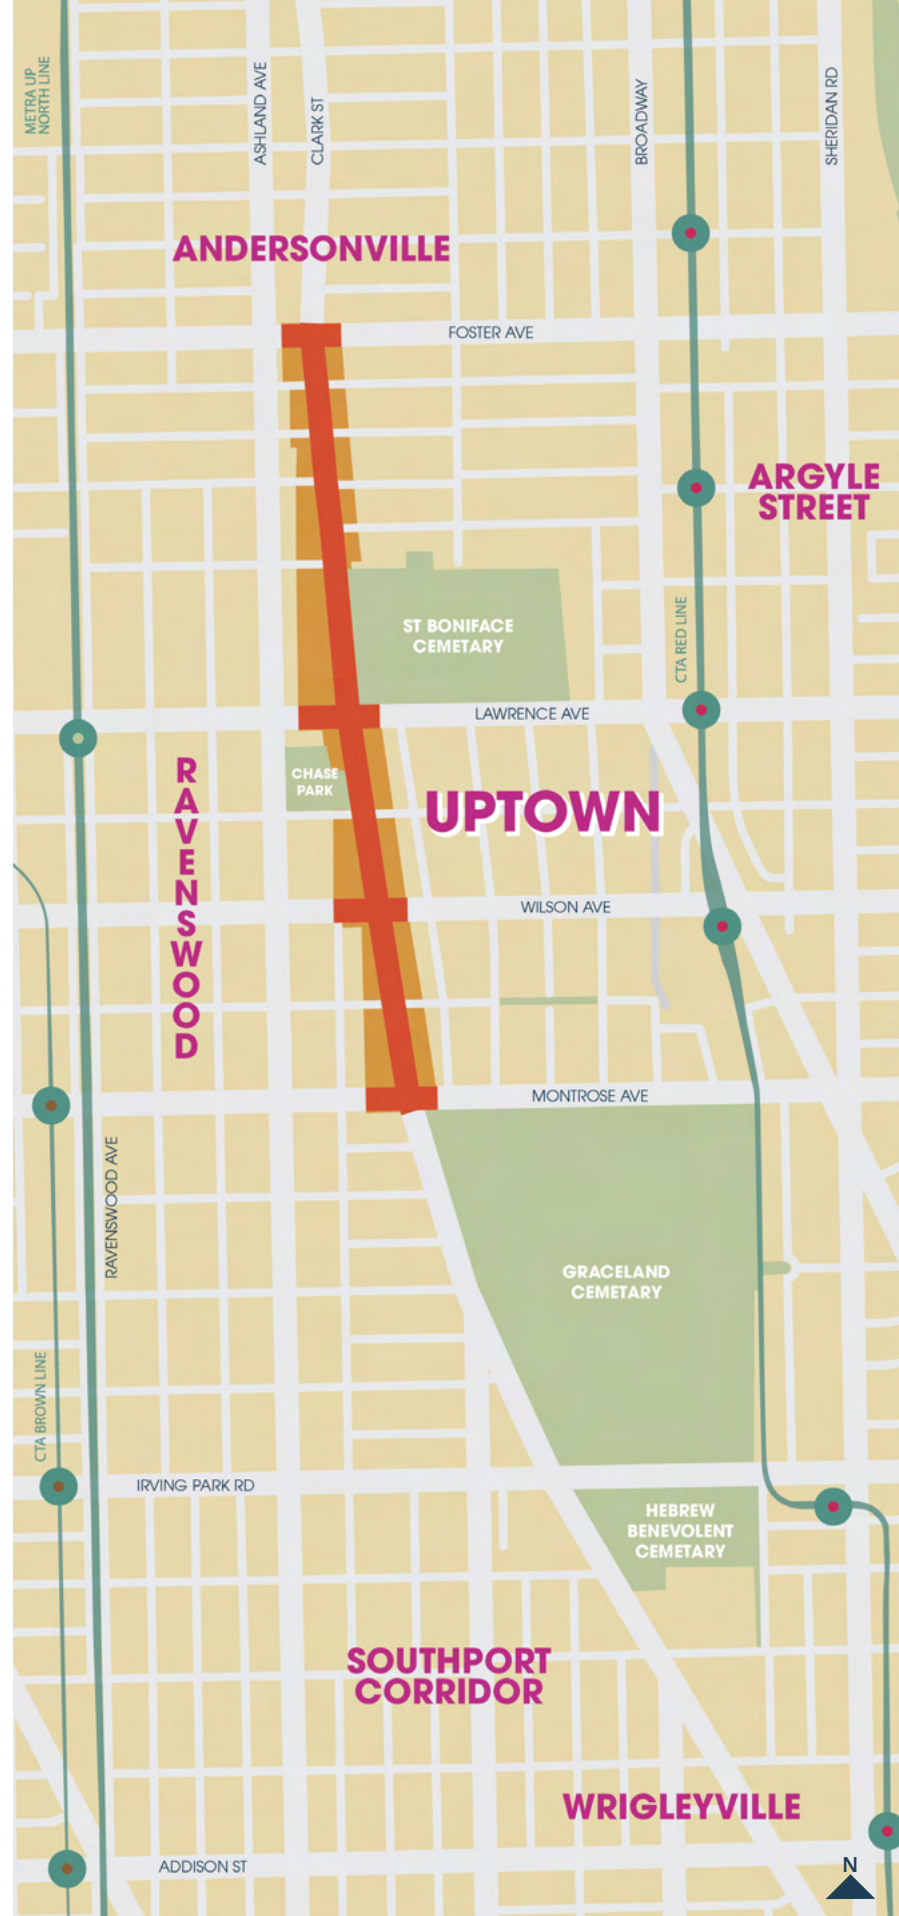 METRA UP
NORTH LINE
ASHLAND AVE
CLARK ST
BROADWAY
SHERIDAN RD
ANDERSONVILLE
FOSTER AVE
ARGYLE
STREET
CTA RED LINE
ST BONIFACE
CEMETARY
LAWRENCE AVE
RAVENSWOOD
CHASE
PARK
UPTOWN
WILSON AVE
MONTROSE AVE
RAVENSWOOD AVE
GRACELAND
CEMETARY
CTA BROWN LINE
IRVING PARK RD
HEBREW
BENEVOLENT
CEMETARY
SOUTHPORT
CORRIDOR
WRIGLEYVILLE
ADDISON ST
N